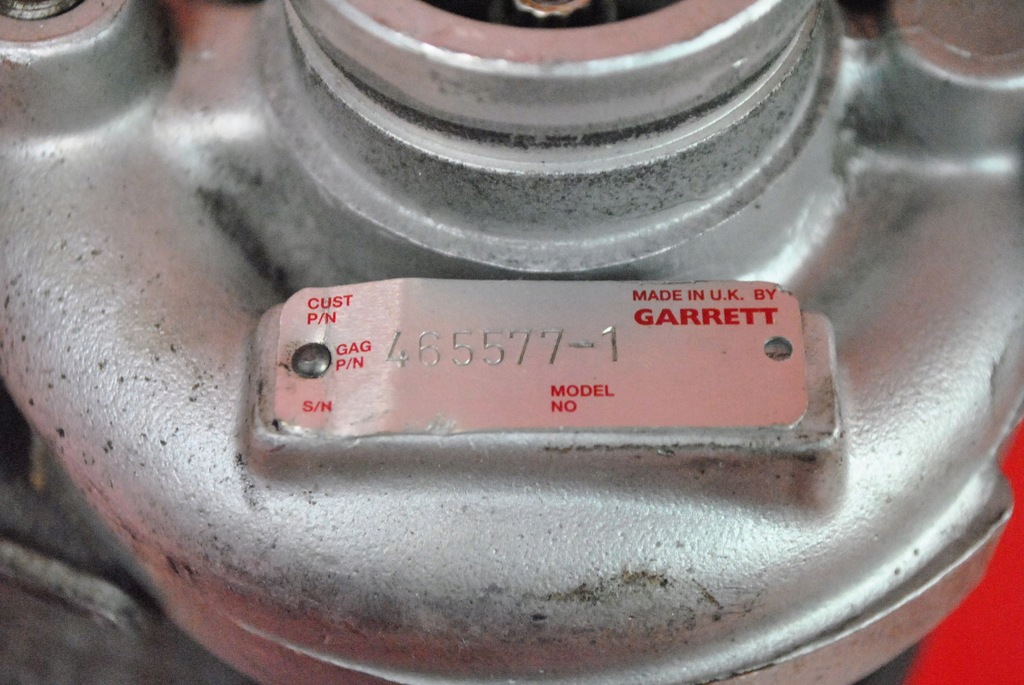 CUST
P/N
MADE IN U.K. BY
GARRETT
GAG
P/N
465577-1
S/N
MODEL
NO